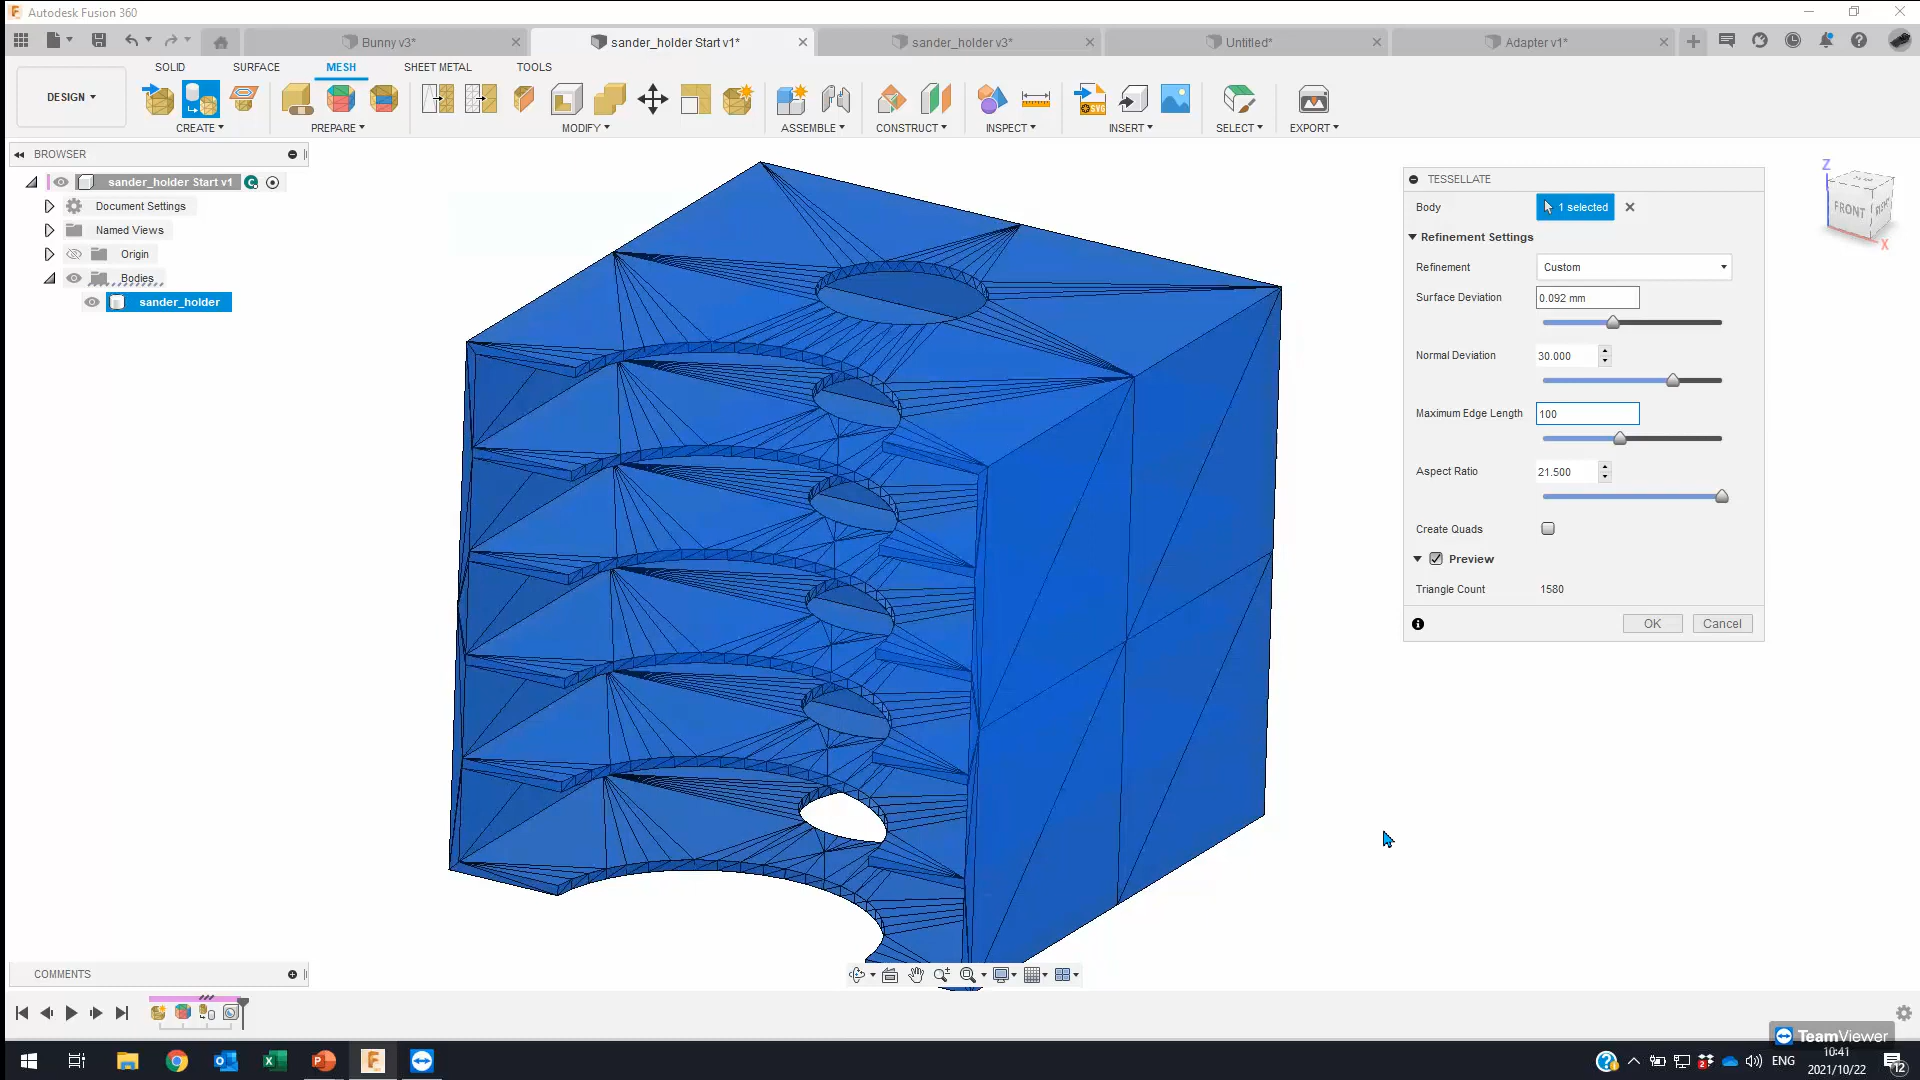 Autodesk Fusion 360
Bunny v3*
sander_holder Start v1*
sander_holder v3*
Untitled*
Adapter v1*
SOLID SURFACE MESH SHEET METAL TOOLS
DESIGN
CREATE PREPARE MODIFY ASSEMBLE CONSTRUCT INSPECT INSERT SELECT EXPORT
SVG
BROWSER
sander_holder Start v1
Document Settings
Named Views
Origin
Bodies
sander_holder
TESSELLATE
Body 1 selected
Refinement Settings
Refinement Custom
Surface Deviation 0.092 mm
Normal Deviation 30.000
Maximum Edge Length 100
Aspect Ratio 21.500
Create Quads
Preview
Triangle Count 1580
OK Cancel
Z
FRONT
X
COMMENTS
TeamViewer
ENG
10:41
2021/10/22
12